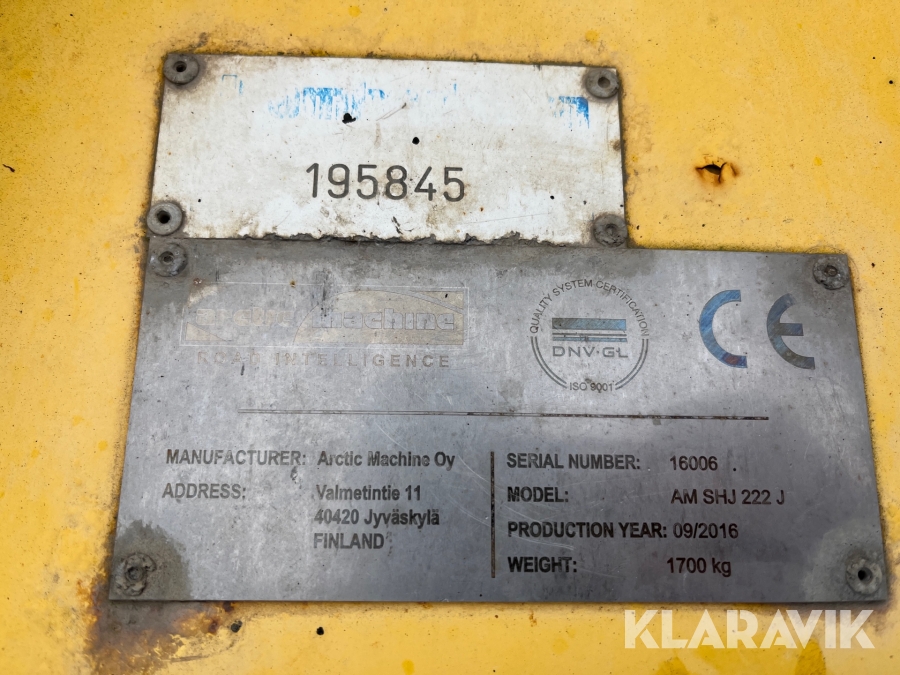 195845
arctic machine
ROAD INTELLIGENCE
QUALITY SYSTEM CERTIFICATION
DNV·GL
ISO 9001
CE
MANUFACTURER: Arctic Machine Oy
ADDRESS: Valmetintie 11
40420 Jyväskylä
FINLAND
SERIAL NUMBER: 16006
MODEL: AM SHJ 222 J
PRODUCTION YEAR: 09/2016
WEIGHT: 1700 kg
KLARAVIK